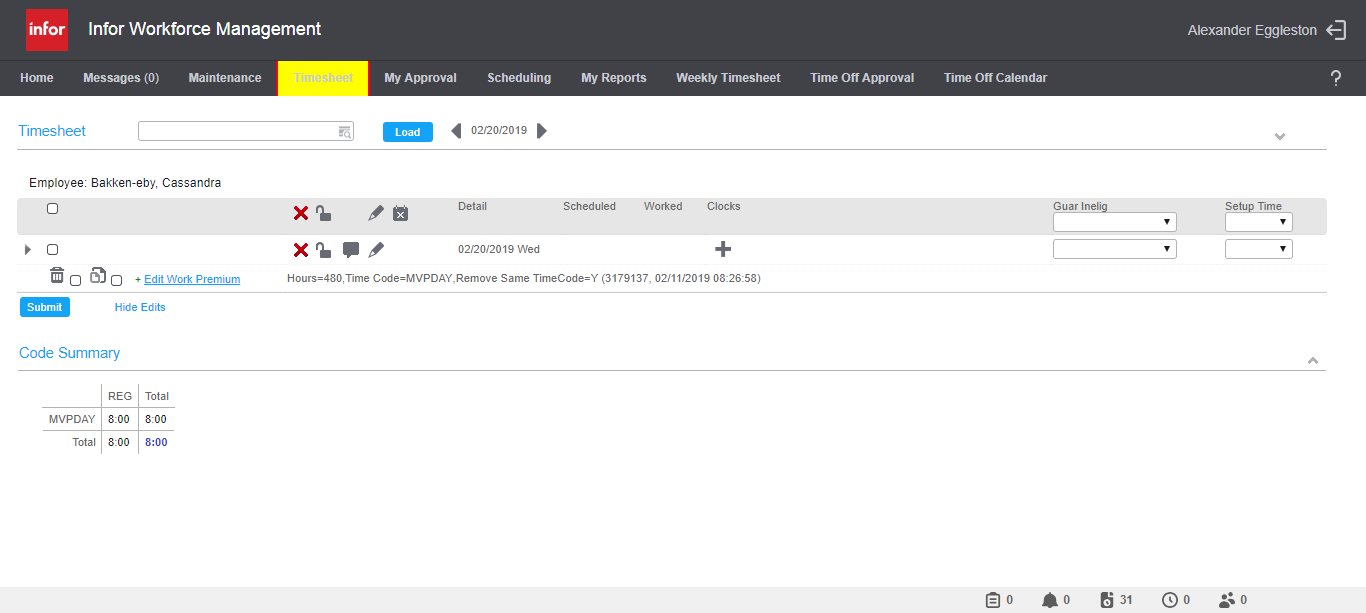 infor Infor Workforce Management Alexander Eggleston
Home Messages (0) Maintenance Timesheet My Approval Scheduling My Reports Weekly Timesheet Time Off Approval Time Off Calendar ?
Timesheet Load 02/20/2019
Employee: Bakken-eby, Cassandra
Detail Scheduled Worked Clocks Guar Inelig Setup Time
02/20/2019 Wed
+ Edit Work Premium Hours=480,Time Code=MVPDAY,Remove Same TimeCode=Y (3179137, 02/11/2019 08:26:58)
Submit Hide Edits
Code Summary
REG Total
MVPDAY 8:00 8:00
Total 8:00 8:00
0 0 31 0 0